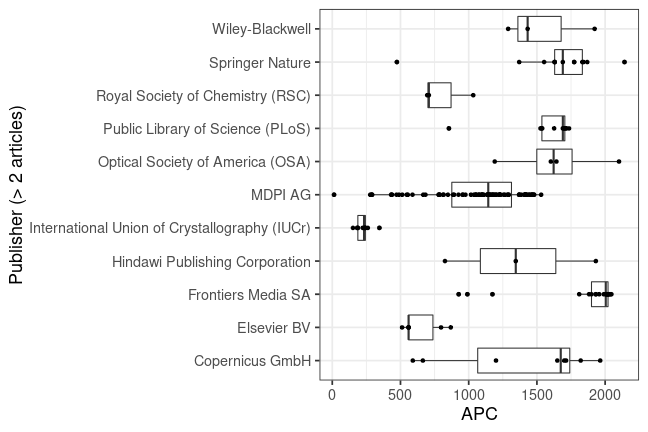 Publisher (> 2 articles)
Wiley-Blackwell
Springer Nature
Royal Society of Chemistry (RSC)
Public Library of Science (PLoS)
Optical Society of America (OSA)
MDPI AG
International Union of Crystallography (IUCr)
Hindawi Publishing Corporation
Frontiers Media SA
Elsevier BV
Copernicus GmbH
0 500 1000 1500 2000
APC